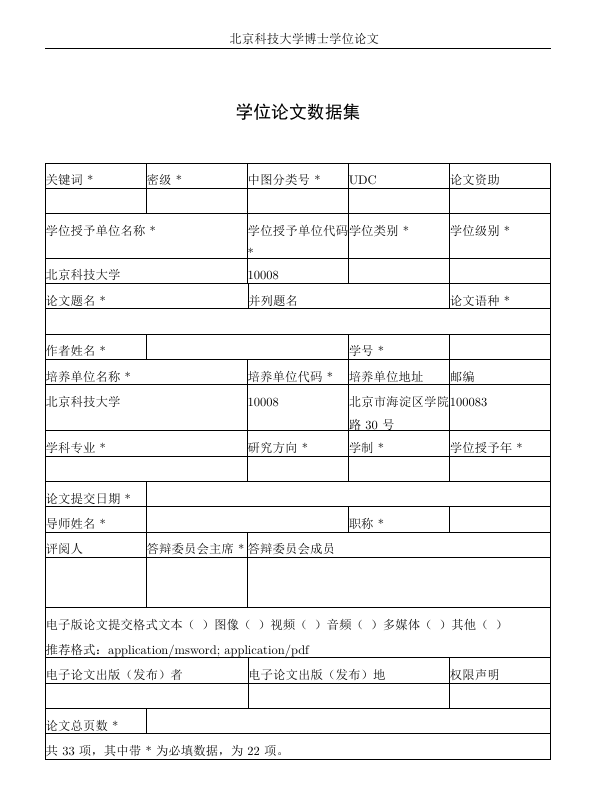 北京科技大学博士学位论文
学位论文数据集
关键词 * 密级 * 中图分类号 * UDC 论文资助
学位授予单位名称 * 学位授予单位代码 学位类别 * 学位级别 *
*
北京科技大学 10008
论文题名 * 并列题名 论文语种 *
作者姓名 * 学号 *
培养单位名称 * 培养单位代码 * 培养单位地址 邮编
北京科技大学 10008 北京市海淀区学院 100083
路 30 号
学科专业 * 研究方向 * 学制 * 学位授予年 *
论文提交日期 *
导师姓名 * 职称 *
评阅人 答辩委员会主席 * 答辩委员会成员
电子版论文提交格式文本（ ）图像（ ）视频（ ）音频（ ）多媒体（ ）其他（ ）
推荐格式：application/msword; application/pdf
电子论文出版（发布）者 电子论文出版（发布）地 权限声明
论文总页数 *
共 33 项，其中带 * 为必填数据，为 22 项。